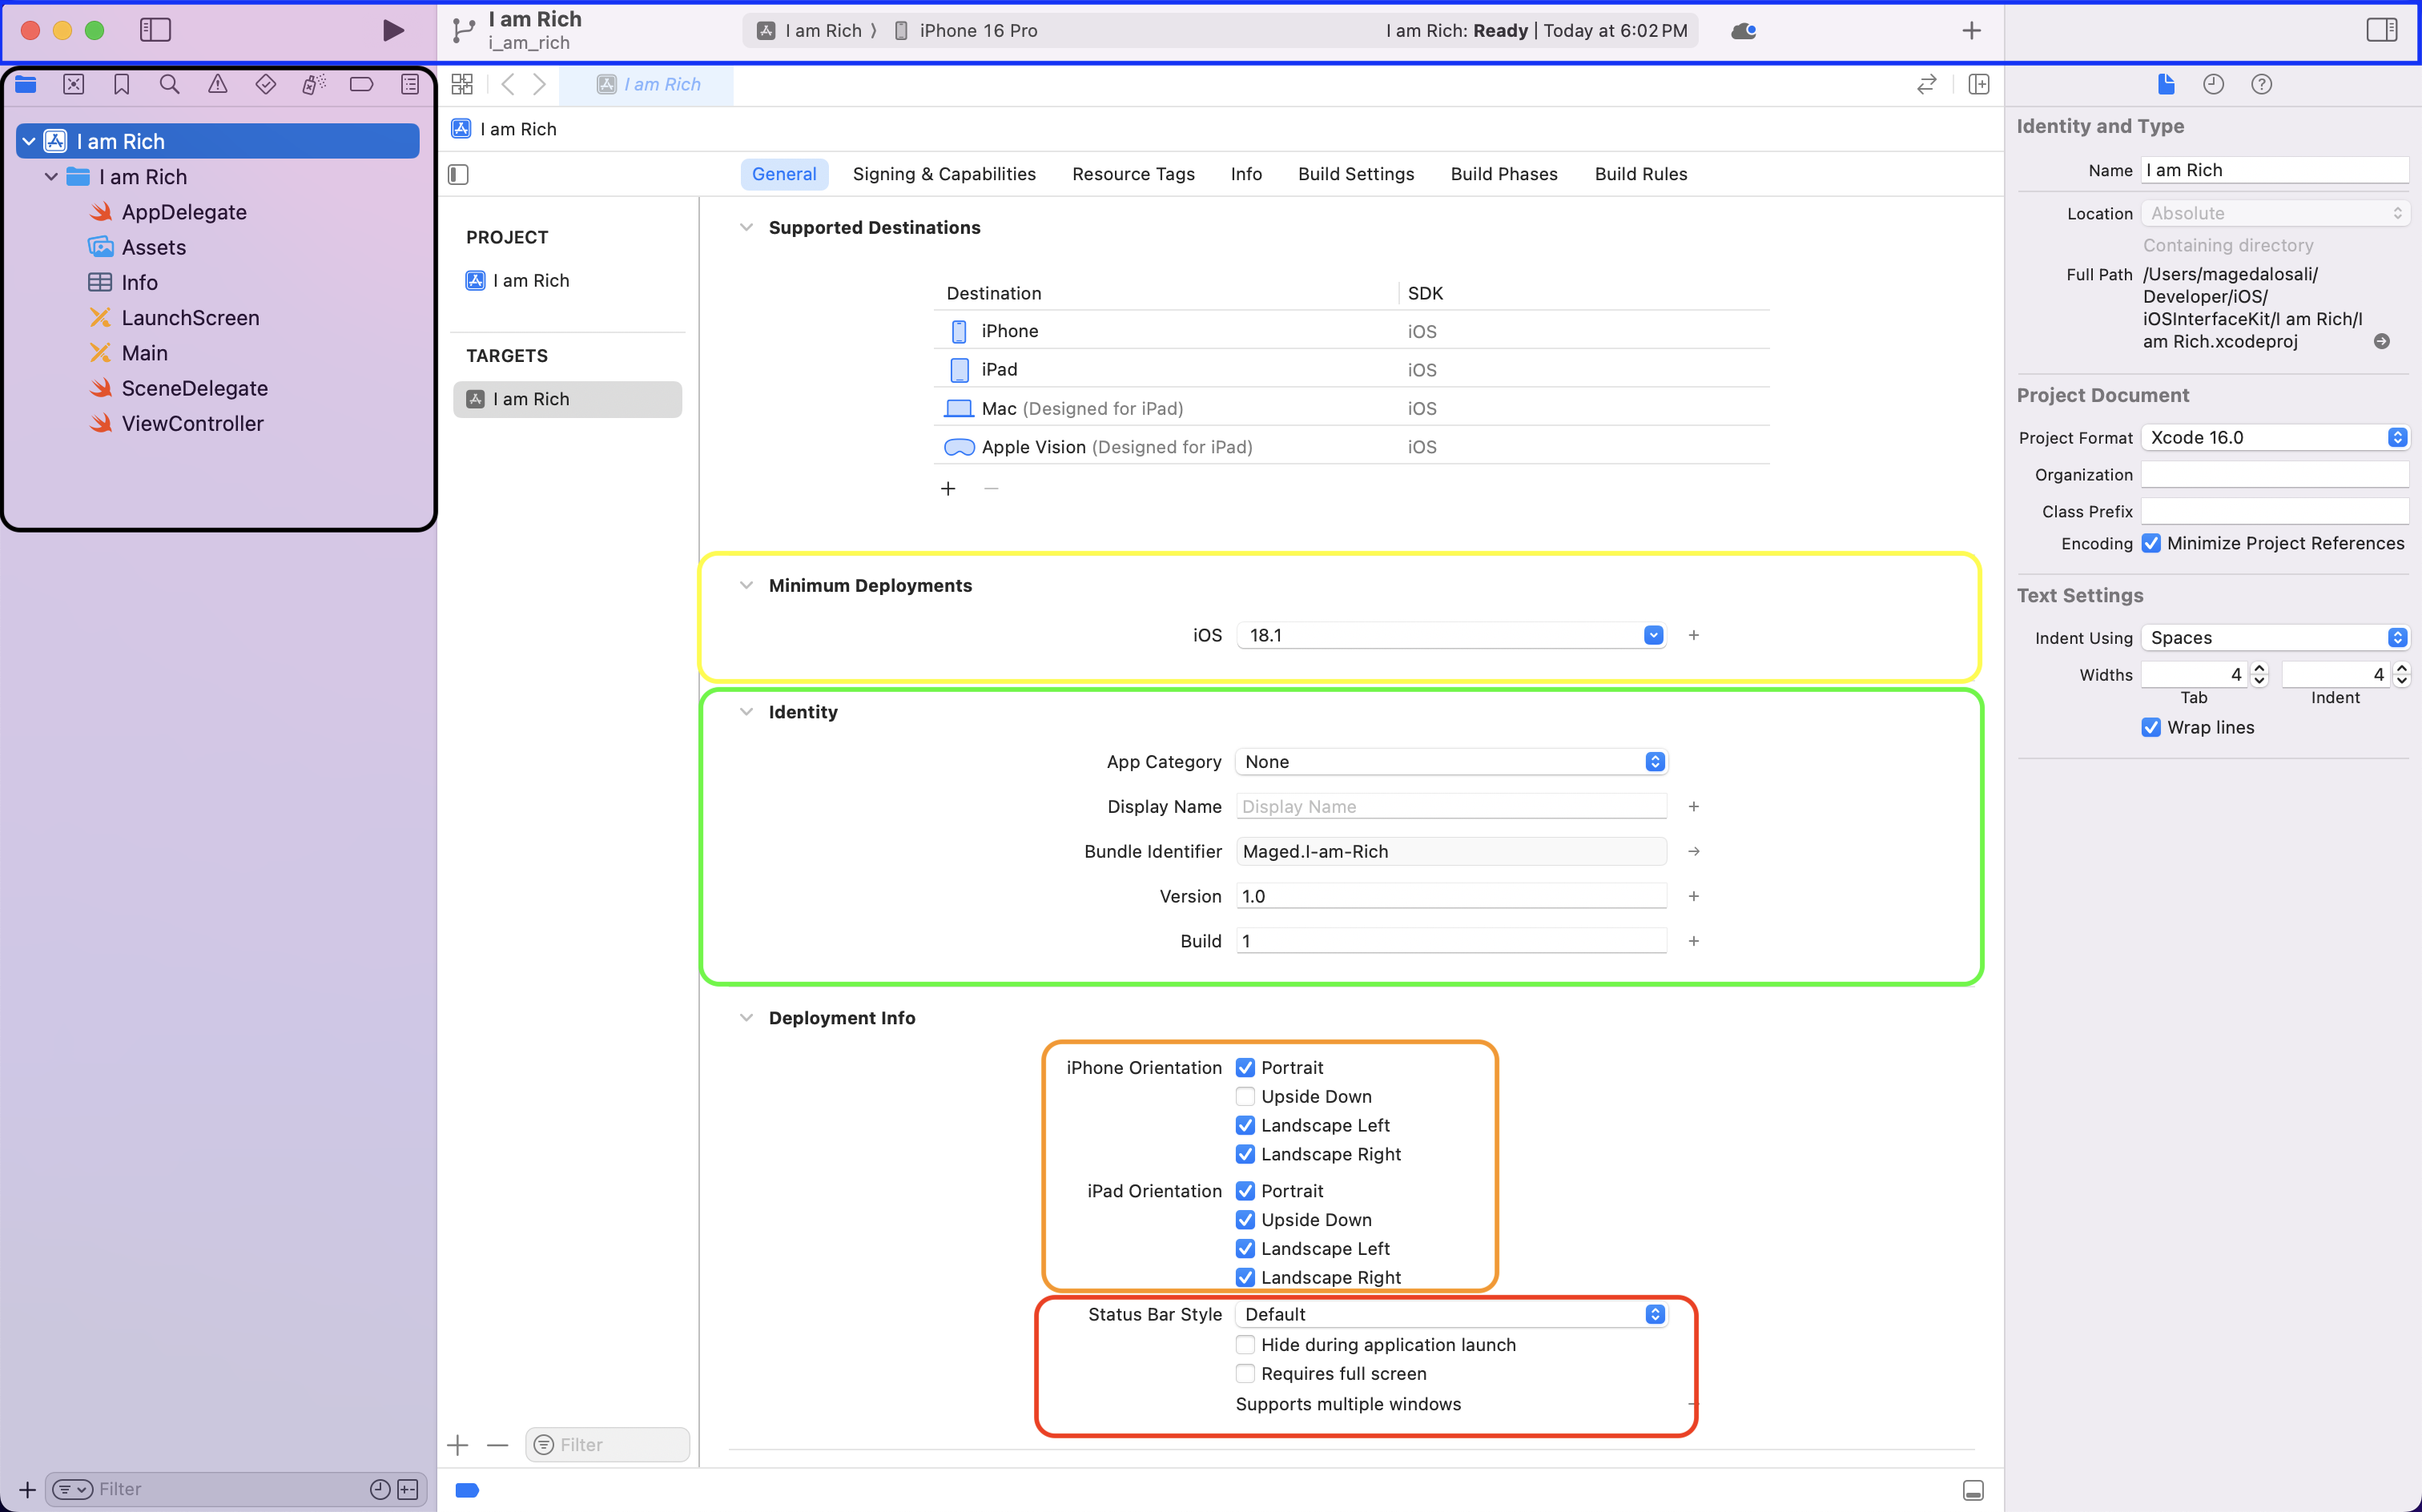 I am Rich
i_am_rich
I am Rich 〉 iPhone 16 Pro
I am Rich: Ready | Today at 6:02 PM
I am Rich
I am Rich
AppDelegate
Assets
Info
LaunchScreen
Main
SceneDelegate
ViewController
Filter
I am Rich
I am Rich
General Signing & Capabilities Resource Tags Info Build Settings Build Phases Build Rules
PROJECT
I am Rich
TARGETS
I am Rich
Filter
Supported Destinations
Destination SDK
iPhone iOS
iPad iOS
Mac (Designed for iPad) iOS
Apple Vision (Designed for iPad) iOS
Minimum Deployments
iOS 18.1
Identity
App Category None
Display Name Display Name
Bundle Identifier Maged.I-am-Rich
Version 1.0
Build 1
Deployment Info
iPhone Orientation Portrait
Upside Down
Landscape Left
Landscape Right
iPad Orientation Portrait
Upside Down
Landscape Left
Landscape Right
Status Bar Style Default
Hide during application launch
Requires full screen
Supports multiple windows
Identity and Type
Name I am Rich
Location Absolute
Containing directory
Full Path /Users/magedalosali/
Developer/iOS/
iOSInterfaceKit/I am Rich/I
am Rich.xcodeproj
Project Document
Project Format Xcode 16.0
Organization
Class Prefix
Encoding Minimize Project References
Text Settings
Indent Using Spaces
Widths 4 4
Tab Indent
Wrap lines